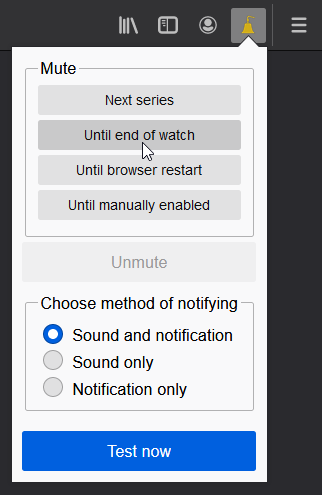 Mute
Next series
Until end of watch
Until browser restart
Until manually enabled
Unmute
Choose method of notifying
Sound and notification
Sound only
Notification only
Test now